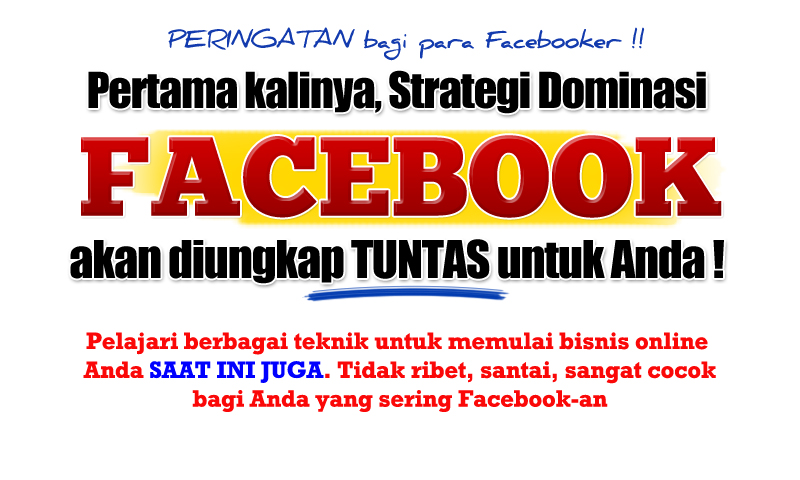 PERINGATAN bagi para Facebooker !!
Pertama kalinya, Strategi Dominasi
FACEBOOK
akan diungkap TUNTAS untuk Anda !
Pelajari berbagai teknik untuk memulai bisnis online
Anda SAAT INI JUGA. Tidak ribet, santai, sangat cocok
bagi Anda yang sering Facebook-an